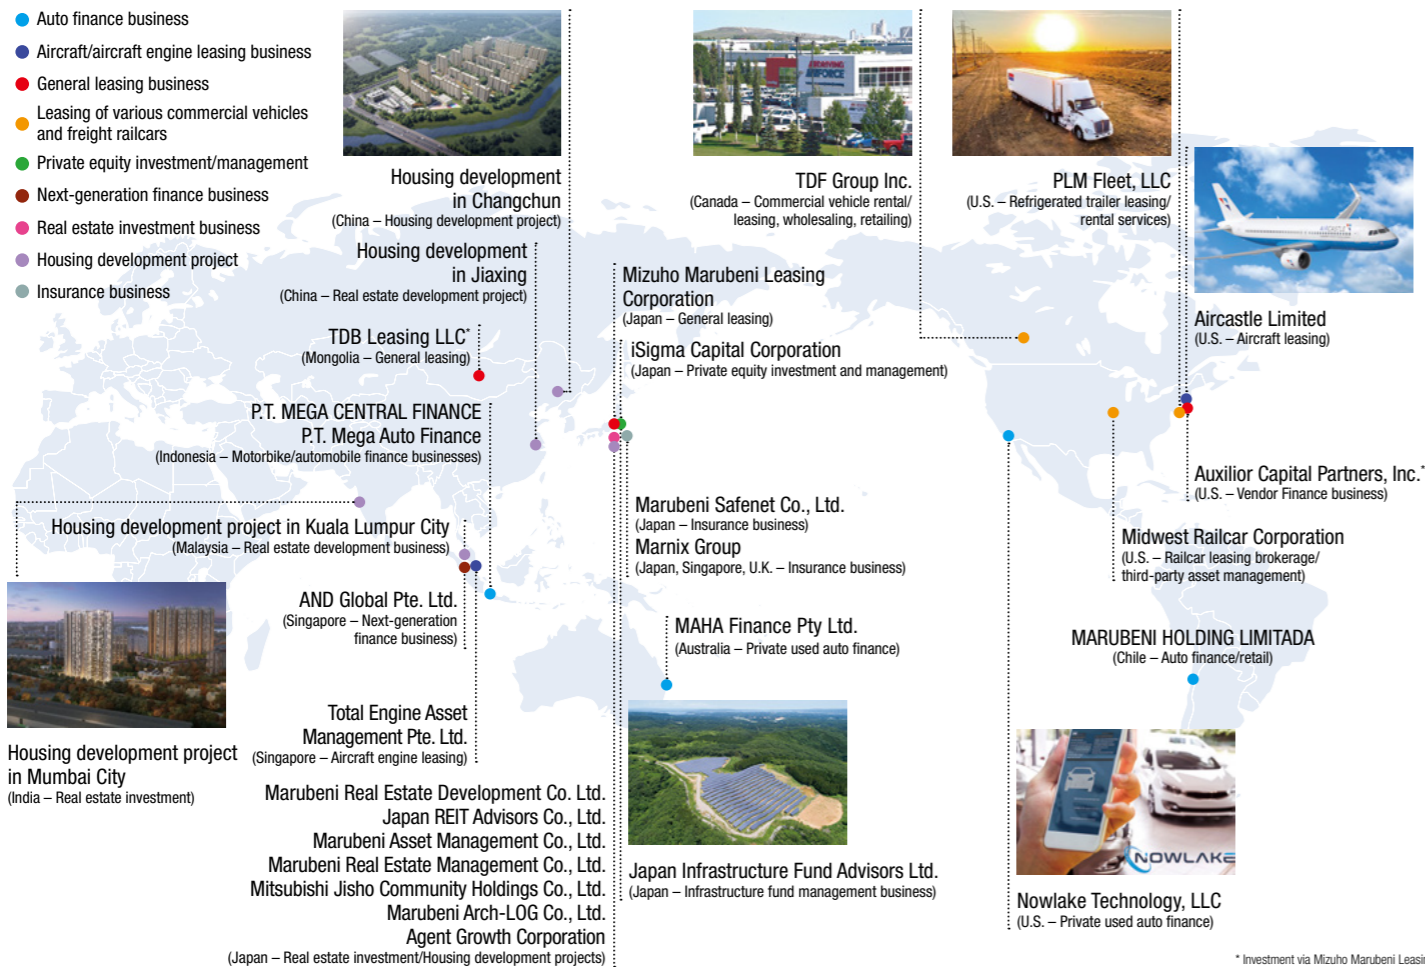 Auto finance business
Aircraft/aircraft engine leasing business
General leasing business
Leasing of various commercial vehicles
and freight railcars
Private equity investment/management
Next-generation finance business
Real estate investment business
Housing development project
Insurance business
Housing development
in Changchun
(China – Housing development project)
Housing development
in Jiaxing
(China – Real estate development project)
TDB Leasing LLC*
(Mongolia – General leasing)
P.T. MEGA CENTRAL FINANCE
P.T. Mega Auto Finance
(Indonesia – Motorbike/automobile finance businesses)
Housing development project in Kuala Lumpur City
(Malaysia – Real estate development business)
AND Global Pte. Ltd.
(Singapore – Next-generation
finance business)
Housing development project
in Mumbai City
(India – Real estate investment)
Total Engine Asset
Management Pte. Ltd.
(Singapore – Aircraft engine leasing)
Marubeni Real Estate Development Co. Ltd.
Japan REIT Advisors Co., Ltd.
Marubeni Asset Management Co., Ltd.
Marubeni Real Estate Management Co., Ltd.
Mitsubishi Jisho Community Holdings Co., Ltd.
Marubeni Arch-LOG Co., Ltd.
Agent Growth Corporation
(Japan – Real estate investment/Housing development projects)
Mizuho Marubeni Leasing
Corporation
(Japan – General leasing)
iSigma Capital Corporation
(Japan – Private equity investment and management)
Marubeni Safenet Co., Ltd.
(Japan – Insurance business)
Marnix Group
(Japan, Singapore, U.K. – Insurance business)
MAHA Finance Pty Ltd.
(Australia – Private used auto finance)
Japan Infrastructure Fund Advisors Ltd.
(Japan – Infrastructure fund management business)
DRIVING
FORCE
TDF Group Inc.
(Canada – Commercial vehicle rental/
leasing, wholesaling, retailing)
PLM Fleet, LLC
(U.S. – Refrigerated trailer leasing/
rental services)
AIRCASTLE
Aircastle Limited
(U.S. – Aircraft leasing)
Auxilior Capital Partners, Inc.*
(U.S. – Vendor Finance business)
Midwest Railcar Corporation
(U.S. – Railcar leasing brokerage/
third-party asset management)
MARUBENI HOLDING LIMITADA
(Chile – Auto finance/retail)
NOWLAKE
Nowlake Technology, LLC
(U.S. – Private used auto finance)
* Investment via Mizuho Marubeni Leasin